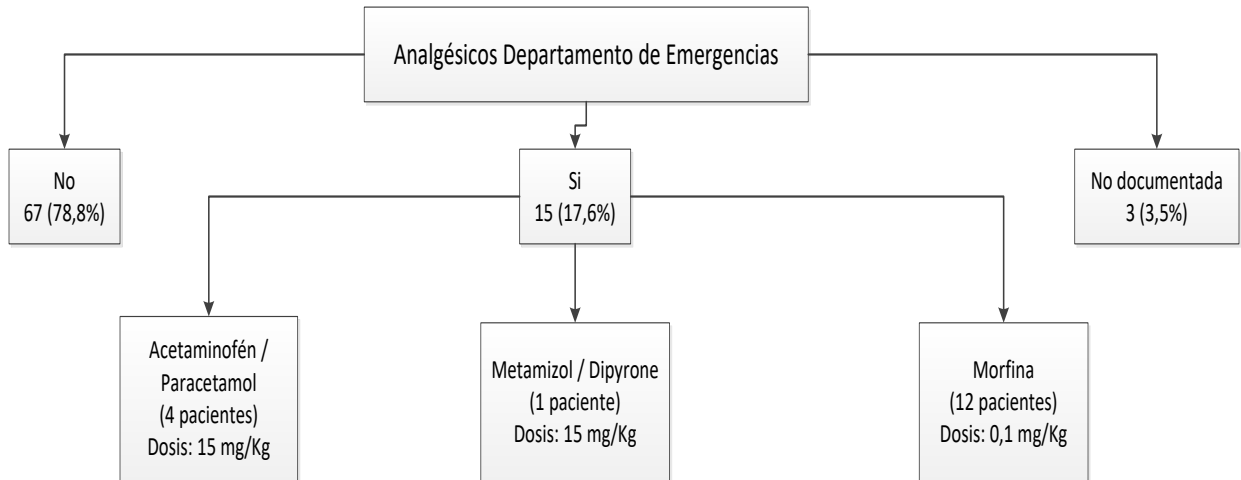 Analgésicos Departamento de Emergencias
No
67 (78,8%)
Si
15 (17,6%)
No documentada
3 (3,5%)
Acetaminofén /
Paracetamol
(4 pacientes)
Dosis: 15 mg/Kg
Metamizol / Dipyrone
(1 paciente)
Dosis: 15 mg/Kg
Morfina
(12 pacientes)
Dosis: 0,1 mg/Kg